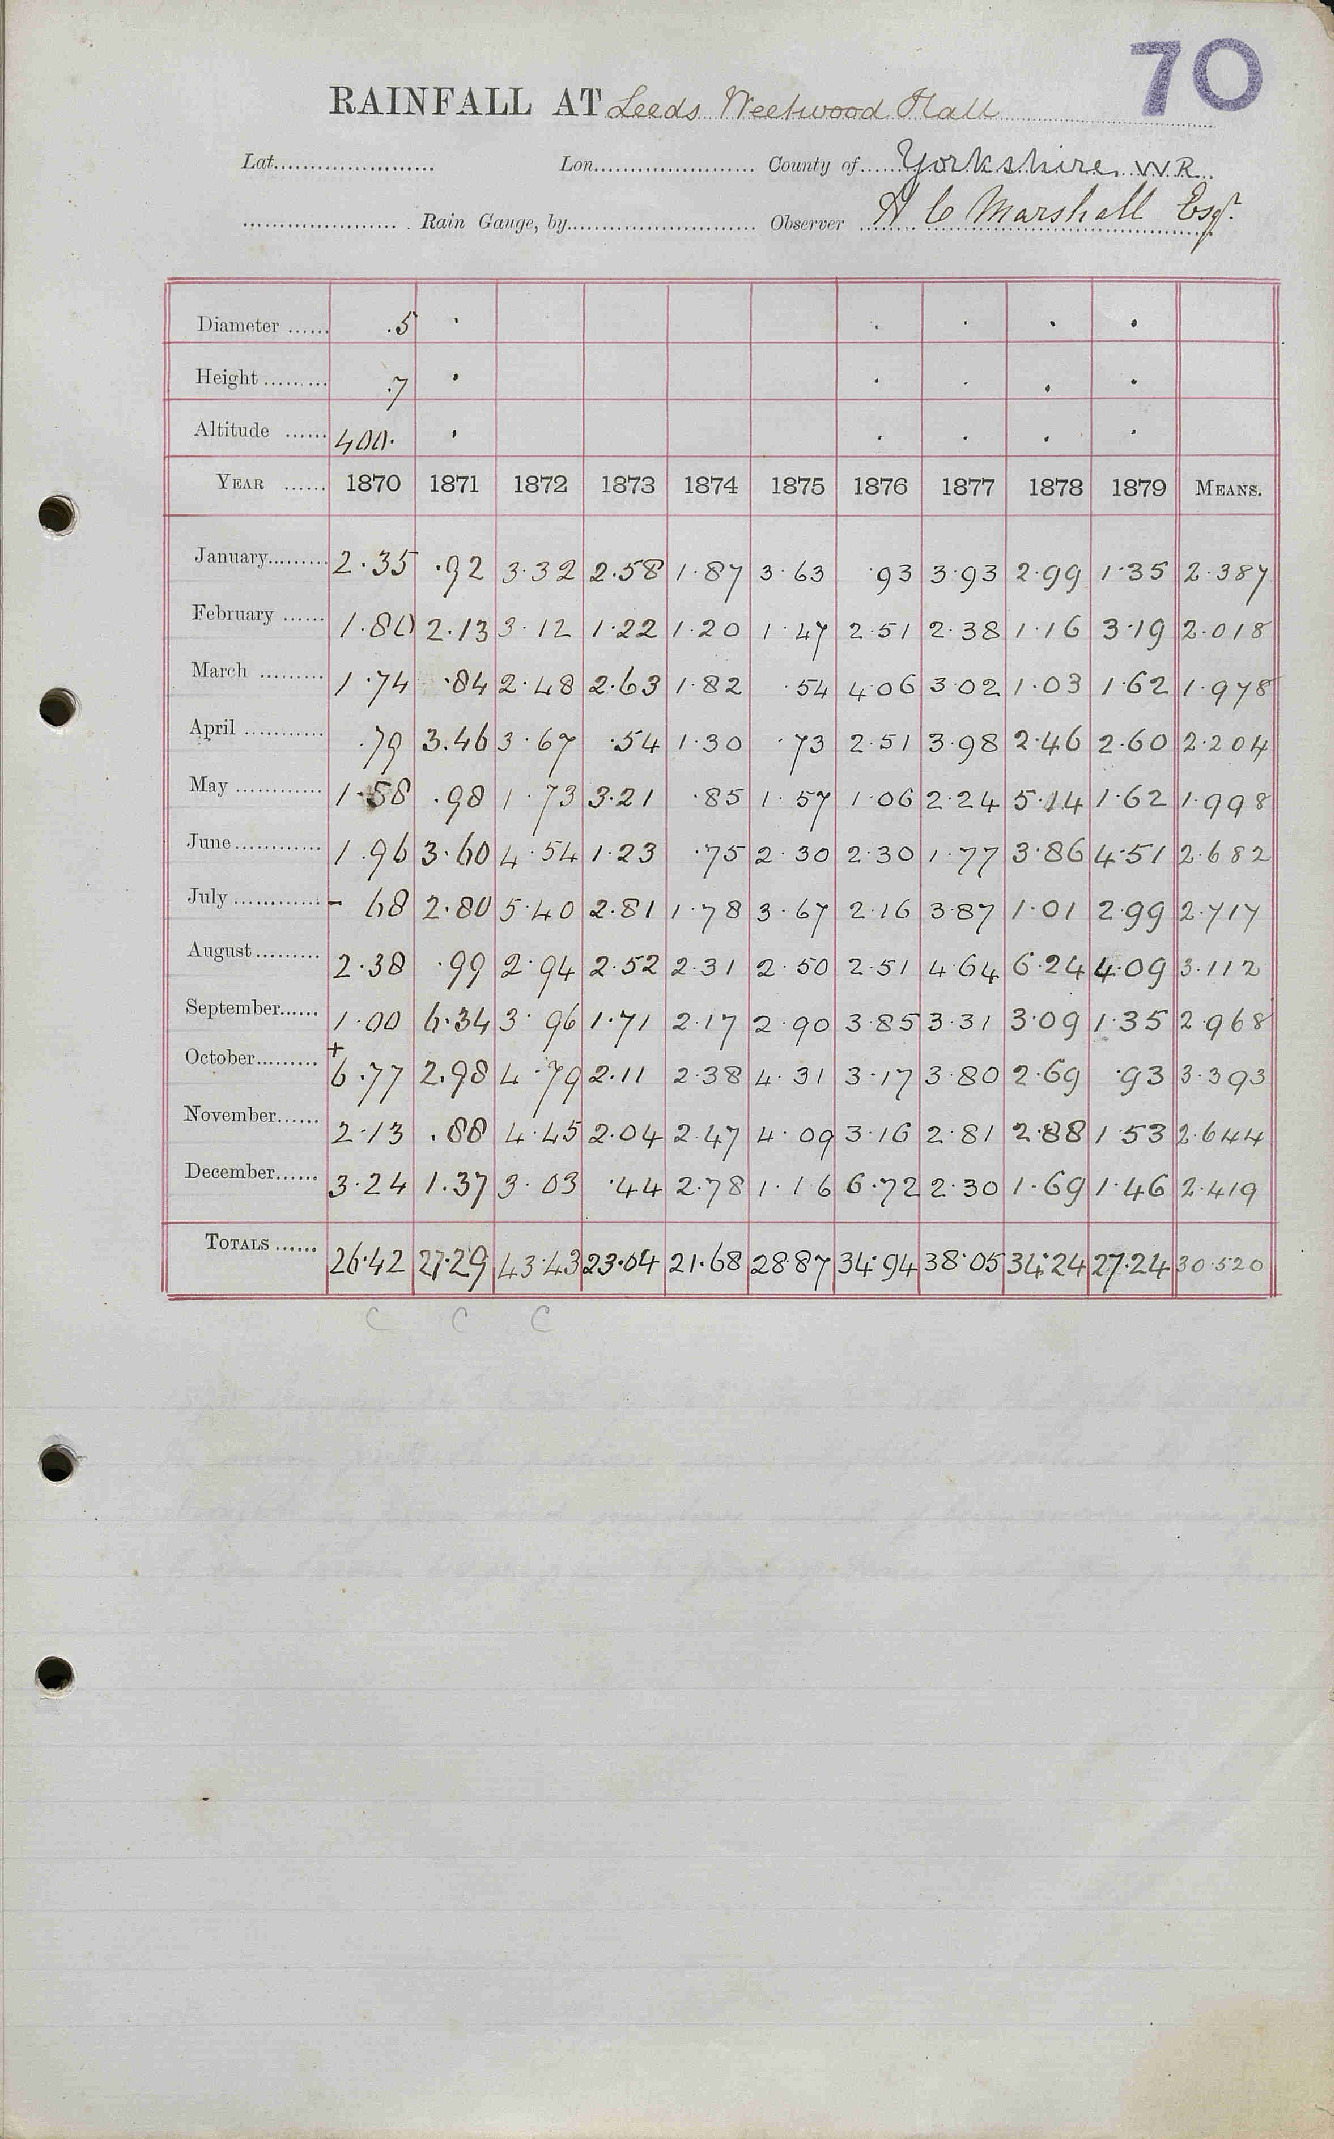 70
RAINFALL AT Leeds Weetwood Hall
Lat...................... Lon...................... County of Yorkshire W.R.
...................... Rain Gauge, by.......................... Observer H C Marshall Esqr.
Diameter ...... .5 · · · · ·
Height ......... .7 · · · · ·
Altitude ...... 400. · · · · ·
YEAR ...... 1870 1871 1872 1873 1874 1875 1876 1877 1878 1879 MEANS.
January......... 2.35 .92 3.32 2.58 1.87 3.63 .93 3.93 2.99 1.35 2.387
February ...... 1.80 2.13 3.12 1.22 1.20 1.47 2.51 2.38 1.16 3.19 2.018
March ......... 1.74 .84 2.48 2.63 1.82 .54 4.06 3.02 1.03 1.62 1.978
April ............ .79 3.46 3.67 .54 1.30 .73 2.51 3.98 2.46 2.60 2.204
May ............ 1.58 .98 1.73 3.21 .85 1.57 1.06 2.24 5.14 1.62 1.998
June............ 1.96 3.60 4.54 1.23 .75 2.30 2.30 1.77 3.86 4.51 2.682
July ............ - 68 2.80 5.40 2.81 1.78 3.67 2.16 3.87 1.01 2.99 2.717
August......... 2.38 .99 2.94 2.52 2.31 2.50 2.51 4.64 6.24 4.09 3.112
September...... 1.00 6.34 3.96 1.71 2.17 2.90 3.85 3.31 3.09 1.35 2.968
October......... + 6.77 2.98 4.79 2.11 2.38 4.31 3.17 3.80 2.69 .93 3.393
November...... 2.13 .88 4.45 2.04 2.47 4.09 3.16 2.81 2.88 1.53 2.644
December...... 3.24 1.37 3.03 .44 2.78 1.16 6.72 2.30 1.69 1.46 2.419
TOTALS ...... 26.42 27.29 43.43 23.04 21.68 28.87 34.94 38.05 34.24 27.24 30.520
C C C